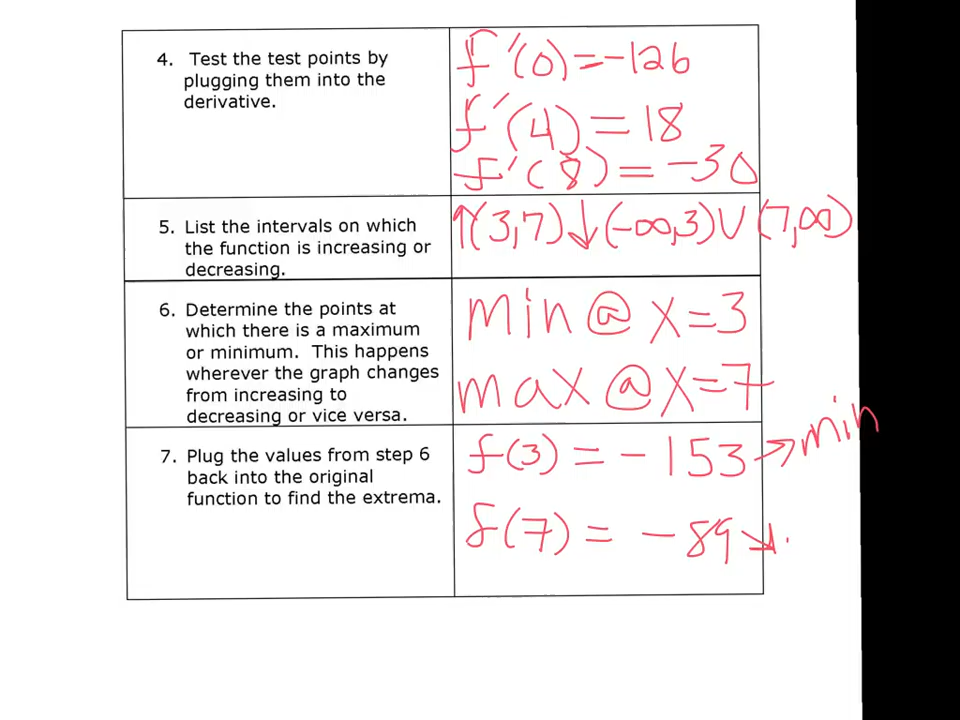 4. Test the test points by
plugging them into the
derivative.
f'(0)=-126
f'(4)=18
f'(8)=-30
5. List the intervals on which
the function is increasing or
decreasing.
↑(3,7)↓(-∞,3)∪(7,∞)
6. Determine the points at
which there is a maximum
or minimum. This happens
wherever the graph changes
from increasing to
decreasing or vice versa.
min @ x=3
max @ x=7
7. Plug the values from step 6
back into the original
function to find the extrema.
f(3) = -153 → min
f(7) = -89